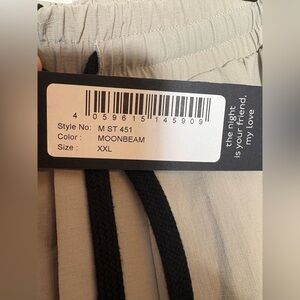 4 059615 145909
Style No: M ST 451
Color : MOONBEAM
Size : XXL
the night
is your friend,
my love